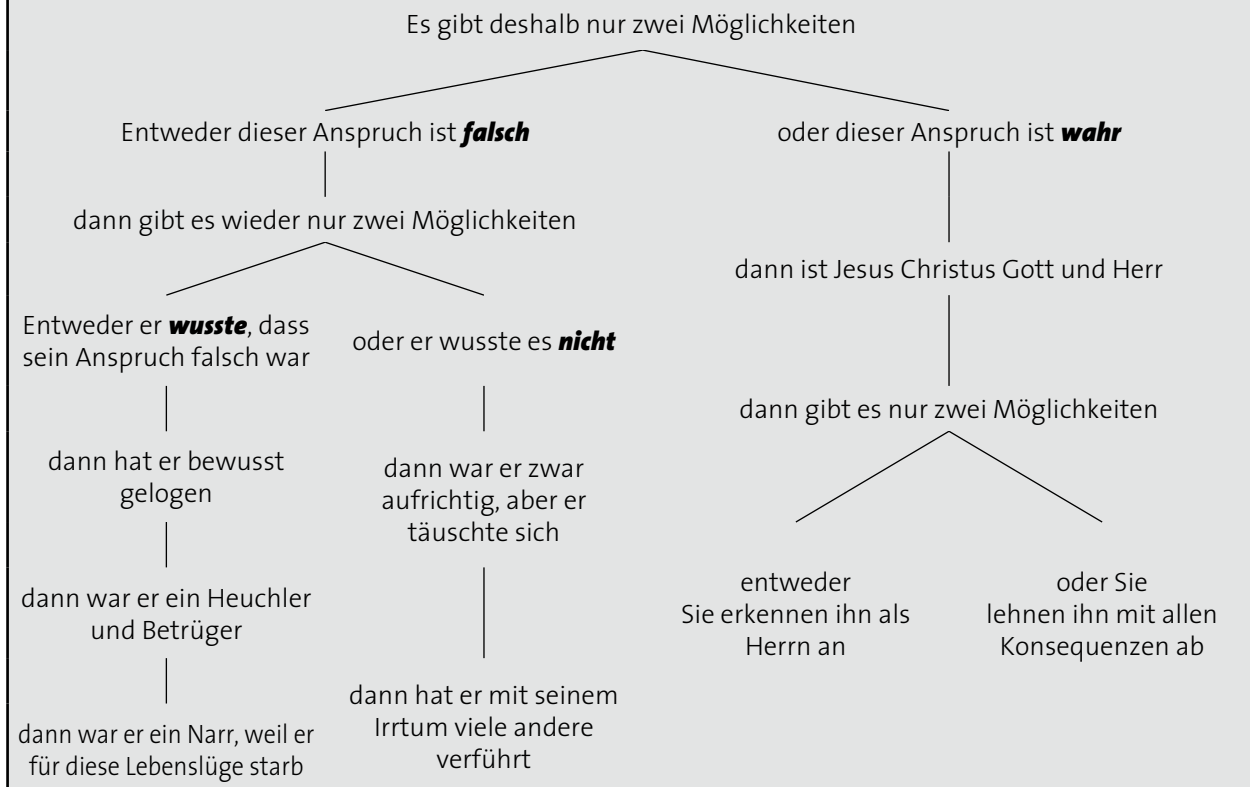 Es gibt deshalb nur zwei Möglichkeiten
Entweder dieser Anspruch ist falsch
oder dieser Anspruch ist wahr
dann gibt es wieder nur zwei Möglichkeiten
dann ist Jesus Christus Gott und Herr
Entweder er wusste, dass
sein Anspruch falsch war
oder er wusste es nicht
dann gibt es nur zwei Möglichkeiten
dann hat er bewusst
gelogen
dann war er zwar
aufrichtig, aber er
täuschte sich
entweder
Sie erkennen ihn als
Herrn an
oder Sie
lehnen ihn mit allen
Konsequenzen ab
dann war er ein Heuchler
und Betrüger
dann hat er mit seinem
Irrtum viele andere
verführt
dann war er ein Narr, weil er
für diese Lebenslüge starb